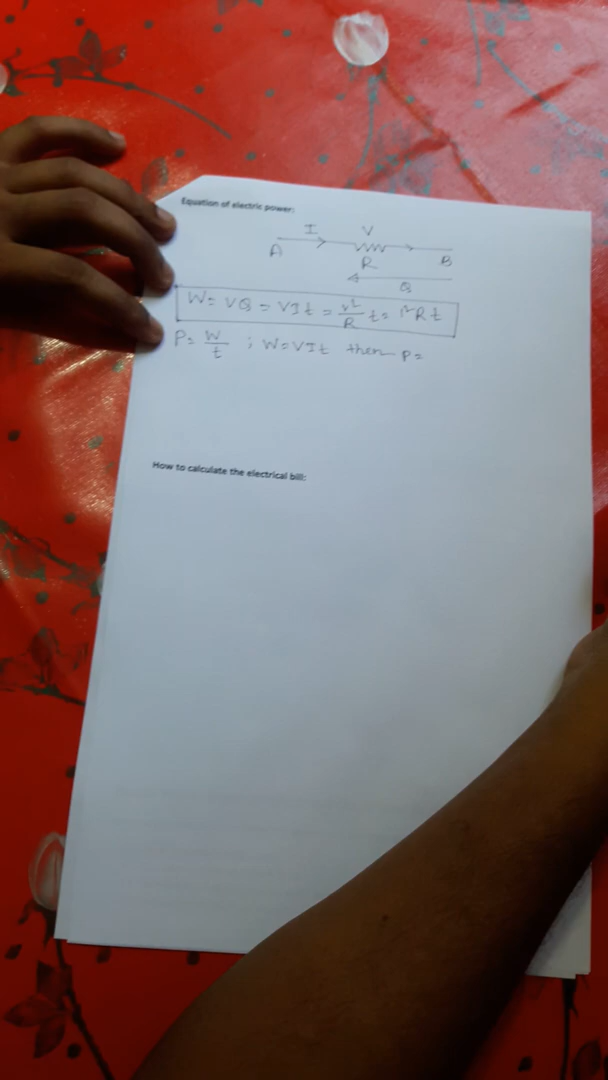 Equation of electric power:
I V
A R B
Q
W= VQ = VIt = V²/R t= I²Rt
P= W/t ; W=VIt then P=
How to calculate the electrical bill: